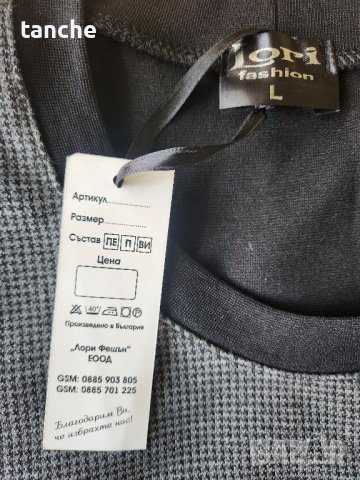 tanche
Lori
fashion
L
Артикул
Размер
Състав ПЕ П ВИ
Цена
40°
Произведено в България
„Лори Фешън"
ЕООД
GSM: 0885 903 805
GSM: 0885 701 225
Благодарим Ви,
че избрахте нас!